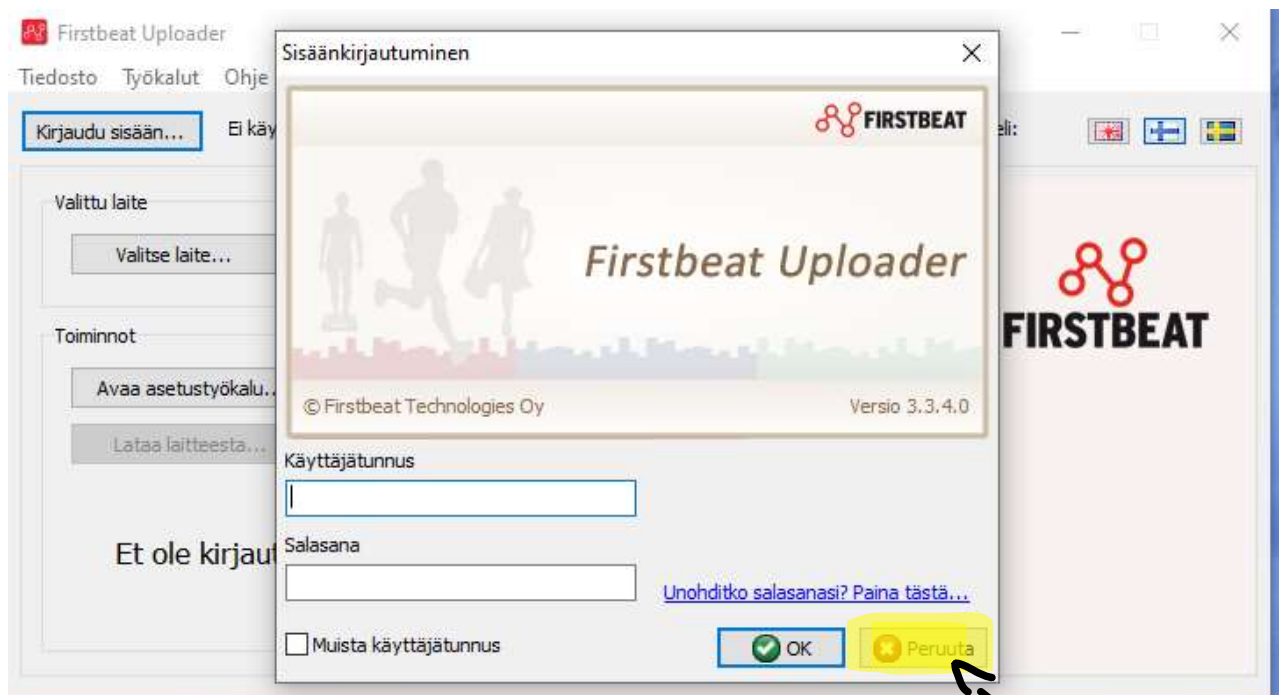 Firstbeat Uploader
Tiedosto Työkalut Ohje
Kirjaudu sisään...
Valittu laite
Valitse laite...
Toiminnot
Avaa asetustyökalu..
Lataa laitteesta...
Et ole
Sisäänkirjautuminen
FIRSTBEAT
Firstbeat Uploader
© Firstbeat Technologies Oy
Versio 3.3.4.0
Käyttäjätunnus
Salasana
Unohditko salasanasi? Paina tästä...
Muista käyttäjätunnus
OK
Peruuta
FIRSTBEAT